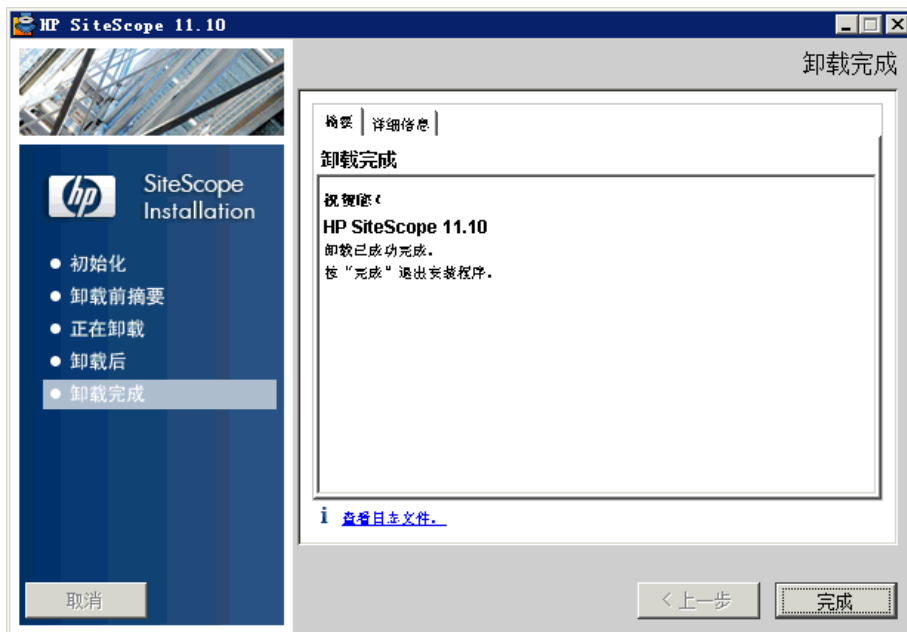 HP SiteScope 11.10
卸载完成
hp
SiteScope
Installation
初始化
卸载前摘要
正在卸载
卸载后
卸载完成
摘要
详细信息
卸载完成
祝贺您!
HP SiteScope 11.10
卸载已成功完成.
按“完成”退出安装程序.
i 查看日志文件.
取消
<上一步
完成